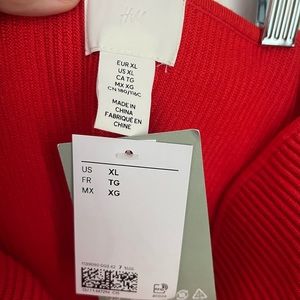 H&M
EUR XL
US XL
CA TG
MX XG
CN 180/116C
MADE IN
CHINA
FABRIQUÉ EN
CHINE
US XL
FR TG
MX XG